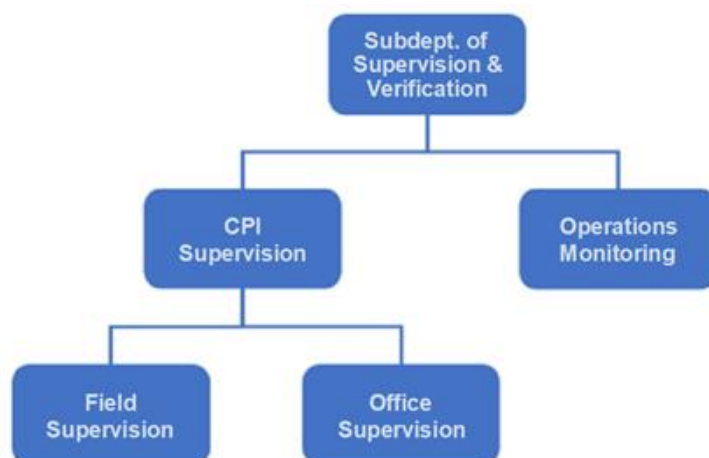 Subdept. of
Supervision &
Verification
CPI
Supervision
Operations
Monitoring
Field
Supervision
Office
Supervision